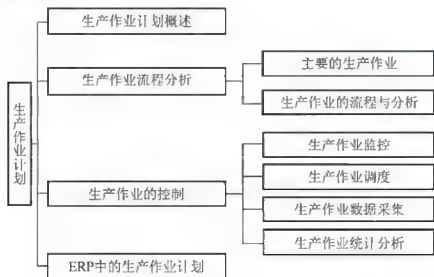 生产作业计划
生产作业计划概述
生产作业流程分析
主要的生产作业
生产作业的流程与分析
生产作业的控制
生产作业监控
生产作业调度
生产作业数据采集
生产作业统计分析
ERP中的生产作业计划